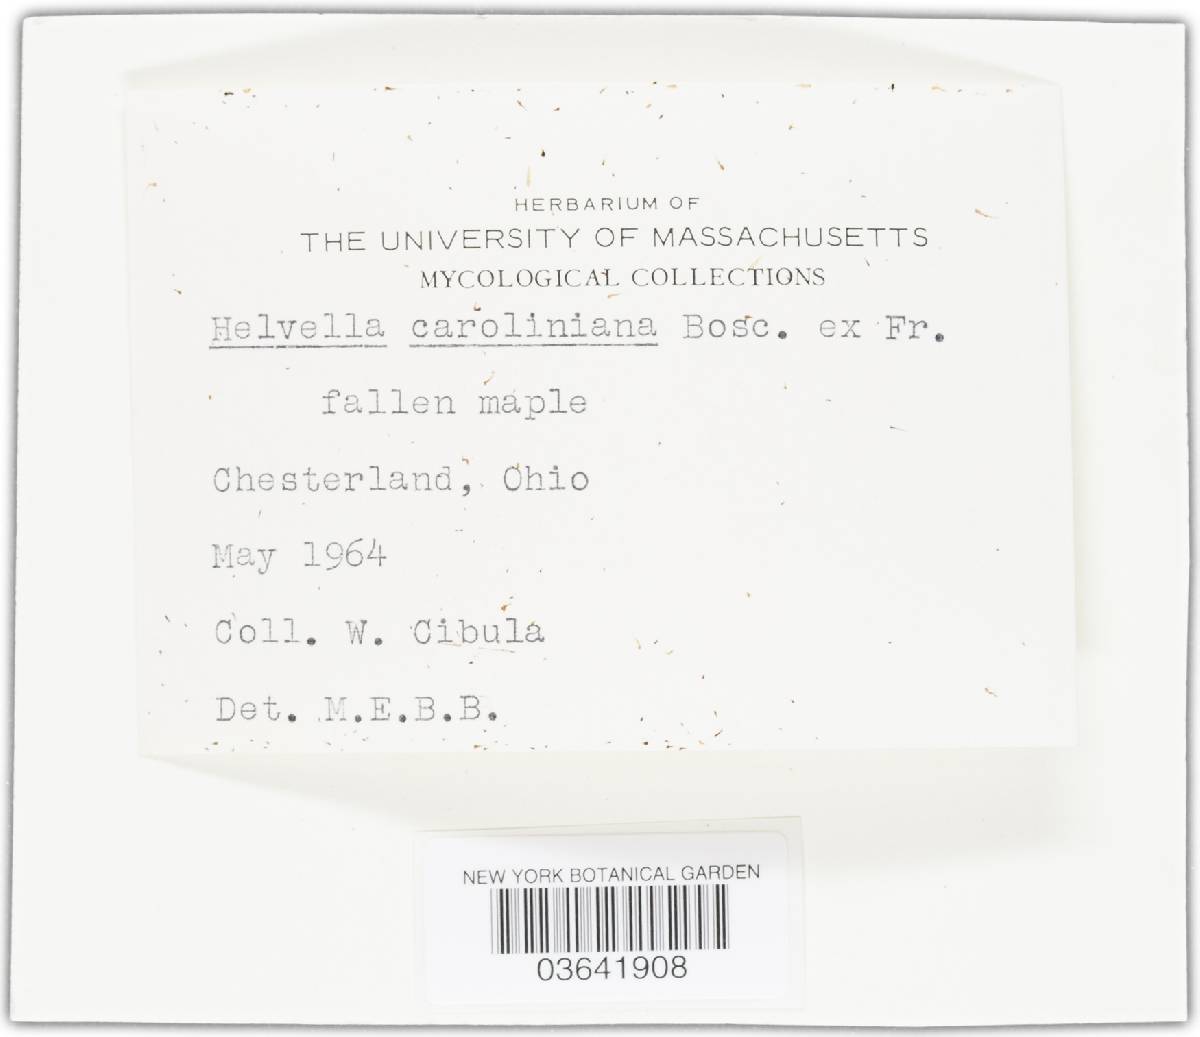 HERBARIUM OF
THE UNIVERSITY OF MASSACHUSETTS
MYCOLOGICAL COLLECTIONS
Helvella caroliniana Bosc. ex Fr.
fallen maple
Chesterland, Ohio
May 1964
Coll. W. Cibula
Det. M.E.B.B.
NEW YORK BOTANICAL GARDEN
03641908